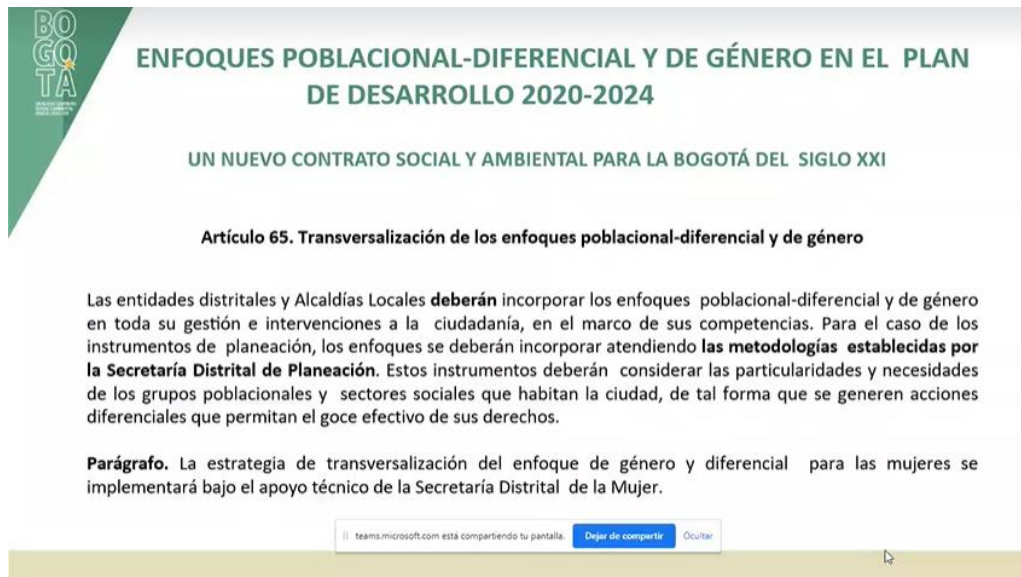 BO
GO
TA
ENFOQUES POBLACIONAL-DIFERENCIAL Y DE GÉNERO EN EL PLAN
DE DESARROLLO 2020-2024
UN NUEVO CONTRATO SOCIAL Y AMBIENTAL PARA LA BOGOTÁ DEL SIGLO XXI
Artículo 65. Transversalización de los enfoques poblacional-diferencial y de género
Las entidades distritales y Alcaldías Locales deberán incorporar los enfoques poblacional-diferencial y de género
en toda su gestión e intervenciones a la ciudadanía, en el marco de sus competencias. Para el caso de los
instrumentos de planeación, los enfoques se deberán incorporar atendiendo las metodologías establecidas por
la Secretaría Distrital de Planeación. Estos instrumentos deberán considerar las particularidades y necesidades
de los grupos poblacionales y sectores sociales que habitan la ciudad, de tal forma que se generen acciones
diferenciales que permitan el goce efectivo de sus derechos.
Parágrafo. La estrategia de transversalización del enfoque de género y diferencial para las mujeres se
implementará bajo el apoyo técnico de la Secretaría Distrital de la Mujer.
teams.microsoft.com está compartiendo tu pantalla. Dejar de compartir Ocultar